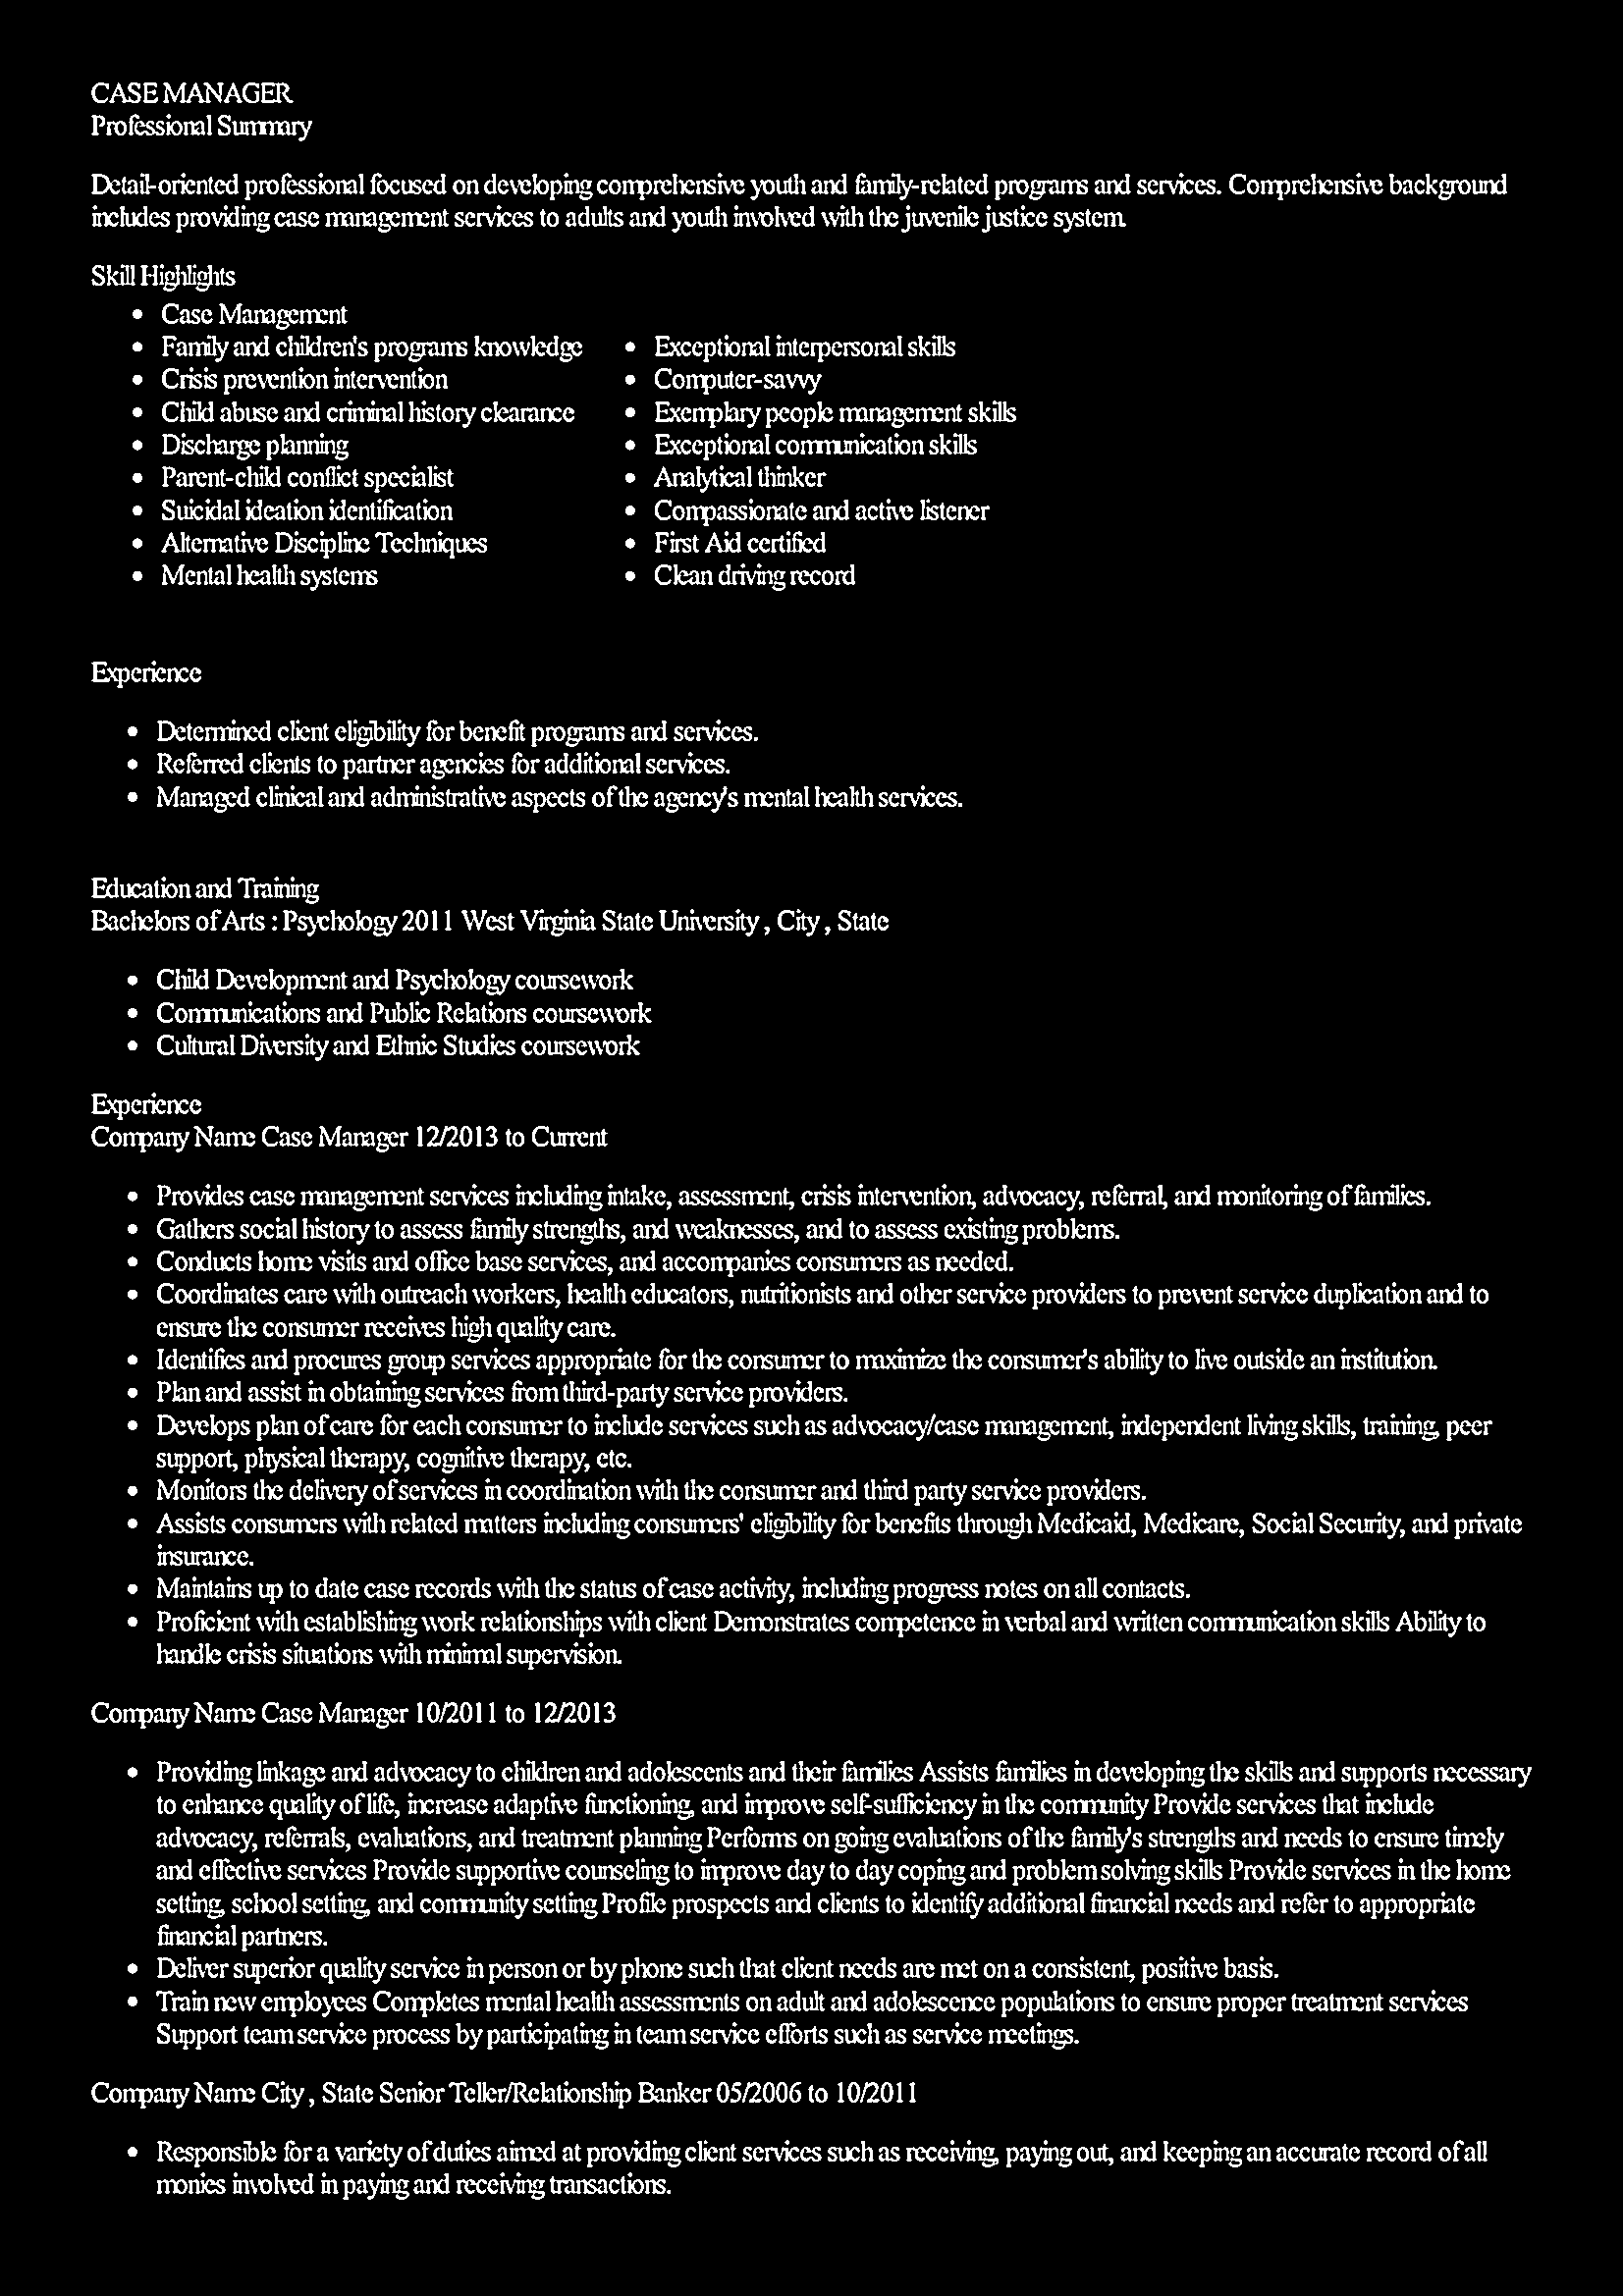 CASE MANAGER
Professional Summary
Detail-oriented professional focused on developing comprehensive youth and family-related programs and services. Comprehensive background
includes providing case management services to adults and youth involved with the juvenile justice system.
Skill Highlights
• Case Management
• Family and children's programs knowledge
• Crisis prevention intervention
• Child abuse and criminal history clearance
• Discharge planning
• Parent-child conflict specialist
• Suicidal ideation identification
• Alternative Discipline Techniques
• Mental health systems
• Exceptional interpersonal skills
• Computer-savvy
• Exemplary people management skills
• Exceptional communication skills
• Analytical thinker
• Compassionate and active listener
• First Aid certified
• Clean driving record
Experience
• Determined client eligibility for benefit programs and services.
• Referred clients to partner agencies for additional services.
• Managed clinical and administrative aspects of the agency's mental health services.
Education and Training
Bachelors of Arts : Psychology 2011 West Virginia State University , City , State
• Child Development and Psychology coursework
• Communications and Public Relations coursework
• Cultural Diversity and Ethnic Studies coursework
Experience
Company Name Case Manager 12/2013 to Current
• Provides case management services including intake, assessment, crisis intervention, advocacy, referral, and monitoring of families.
• Gathers social history to assess family strengths, and weaknesses, and to assess existing problems.
• Conducts home visits and office base services, and accompanies consumers as needed.
• Coordinates care with outreach workers, health educators, nutritionists and other service providers to prevent service duplication and to
ensure the consumer receives high quality care.
• Identifies and procures group services appropriate for the consumer to maximize the consumer's ability to live outside an institution.
• Plan and assist in obtaining services from third-party service providers.
• Develops plan of care for each consumer to include services such as advocacy/case management, independent living skills, training, peer
support, physical therapy, cognitive therapy, etc.
• Monitors the delivery of services in coordination with the consumer and third party service providers.
• Assists consumers with related matters including consumers' eligibility for benefits through Medicaid, Medicare, Social Security, and private
insurance.
• Maintains up to date case records with the status of case activity, including progress notes on all contacts.
• Proficient with establishing work relationships with client Demonstrates competence in verbal and written communication skills Ability to
handle crisis situations with minimal supervision.
Company Name Case Manager 10/2011 to 12/2013
• Providing linkage and advocacy to children and adolescents and their families Assists families in developing the skills and supports necessary
to enhance quality of life, increase adaptive functioning, and improve self-sufficiency in the community Provide services that include
advocacy, referrals, evaluations, and treatment planning Performs on going evaluations of the family's strengths and needs to ensure timely
and effective services Provide supportive counseling to improve day to day coping and problem solving skills Provide services in the home
setting, school setting, and community setting Profile prospects and clients to identify additional financial needs and refer to appropriate
financial partners.
• Deliver superior quality service in person or by phone such that client needs are met on a consistent, positive basis.
• Train new employees Completes mental health assessments on adult and adolescence populations to ensure proper treatment services
Support team service process by participating in team service efforts such as service meetings.
Company Name City , State Senior Teller/Relationship Banker 05/2006 to 10/2011
• Responsible for a variety of duties aimed at providing client services such as receiving, paying out, and keeping an accurate record of all
monies involved in paying and receiving transactions.